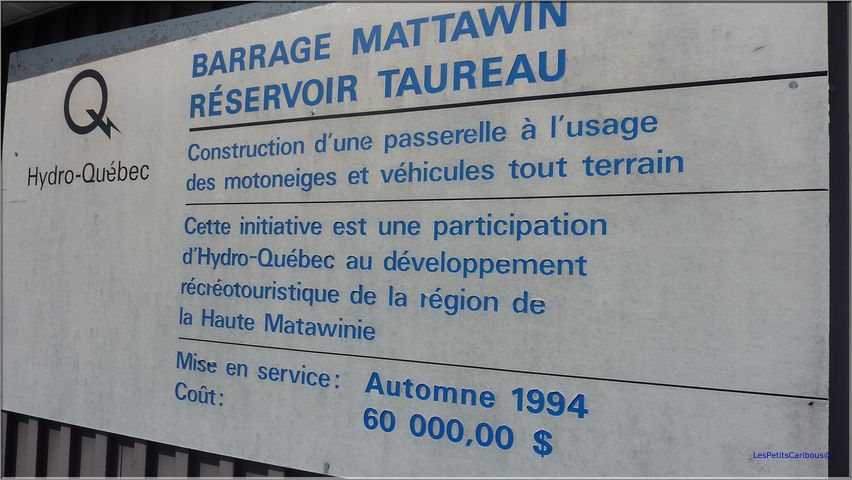 BARRAGE MATTAWIN
RÉSERVOIR TAUREAU
Hydro-Québec
Construction d'une passerelle à l'usage
des motoneiges et véhicules tout terrain
Cette initiative est une participation
d'Hydro-Québec au développement
récréotouristique de la région de
la Haute Matawinie
Mise en service: Automne 1994
Coût: 60 000,00 $
LesPetitsCaribous@